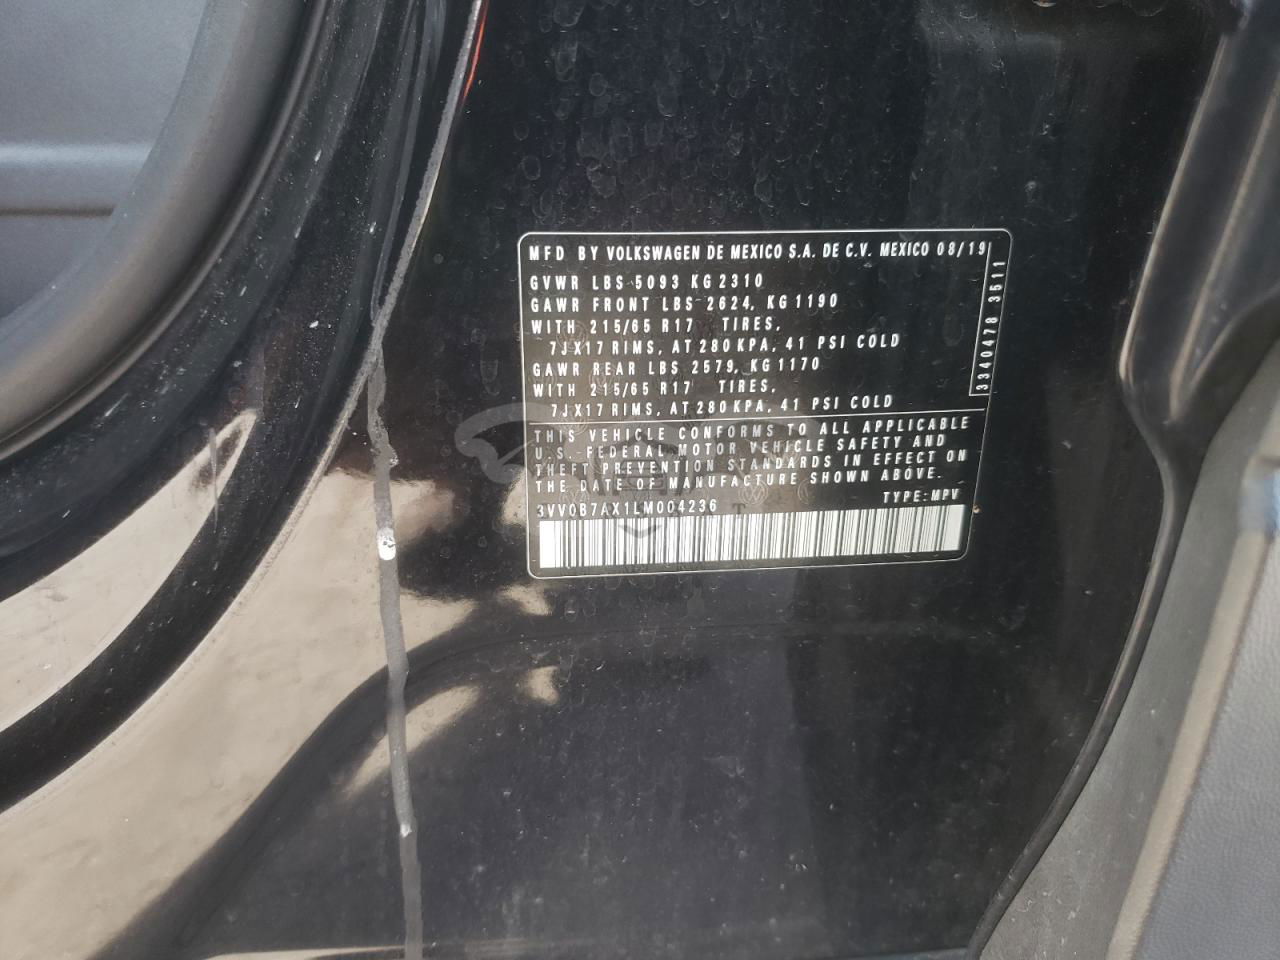 MFD BY VOLKSWAGEN DE MEXICO S.A. DE C.V. MEXICO 08/19
GVWR LBS 5093 KG 2310
GAWR FRONT LBS 2624, KG 1190
WITH 215/65 R17 TIRES,
7JX17 RIMS, AT 280 KPA, 41 PSI COLD
GAWR REAR LBS 2579, KG 1170
WITH 215/65 R17 TIRES,
7JX17 RIMS, AT 280 KPA, 41 PSI COLD
3340478 3511
THIS VEHICLE CONFORMS TO ALL APPLICABLE
U.S.-FEDERAL MOTOR VEHICLE SAFETY AND
THEFT PREVENTION STANDARDS IN EFFECT ON
THE DATE OF MANUFACTURE SHOWN ABOVE.
3VV0B7AX1LM004236 TYPE: MPV